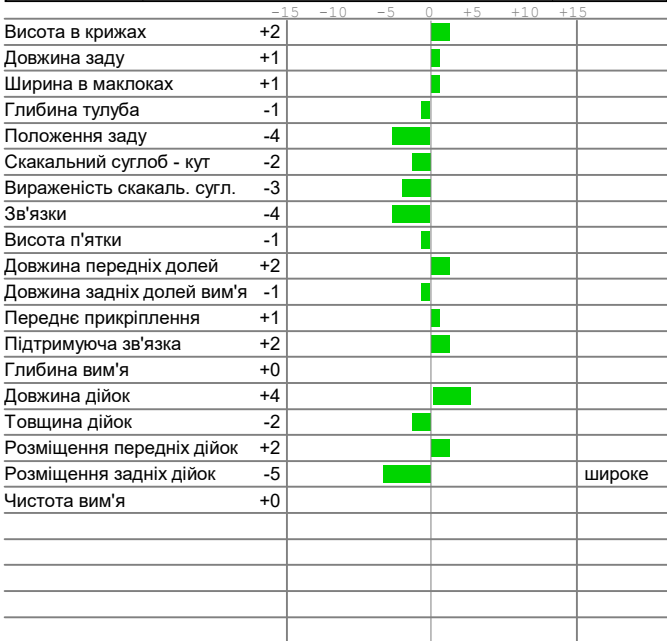 -15 -10 -5 0 +5 +10 +15
Висота в крижах +2
Довжина заду +1
Ширина в маклоках +1
Глибина тулуба -1
Положення заду -4
Скакальний суглоб - кут -2
Вираженість скакаль. сугл. -3
Зв'язки -4
Висота п'ятки -1
Довжина передніх долей +2
Довжина задніх долей вим'я -1
Переднє прикріплення +1
Підтримуюча зв'язка +2
Глибина вим'я +0
Довжина дійок +4
Товщина дійок -2
Розміщення передніх дійок +2
Розміщення задніх дійок -5 широке
Чистота вим'я +0